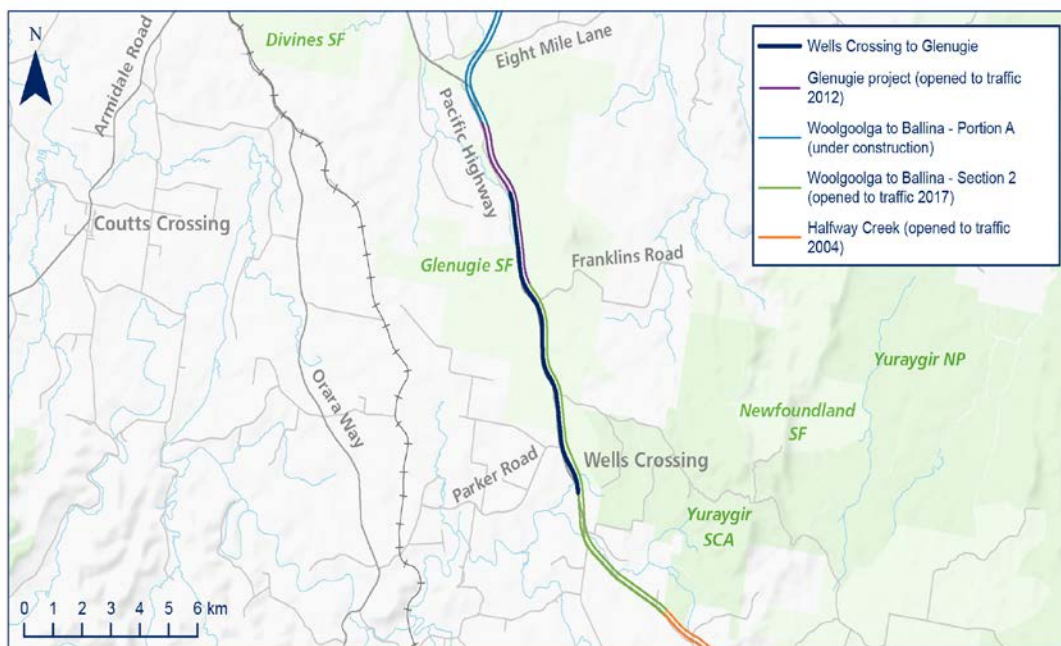 N
Divines SF
Eight Mile Lane
Armidale Road
Pacific Highway
Coutts Crossing
Glenugie SF
Franklins Road
Yuraygir NP
Orara Way
Newfoundland
SF
Parker Road
Wells Crossing
Yuraygir
SCA
0 1 2 3 4 5 6 km
Wells Crossing to Glenugie
Glenugie project (opened to traffic
2012)
Woolgoolga to Ballina - Portion A
(under construction)
Woolgoolga to Ballina - Section 2
(opened to traffic 2017)
Halfway Creek (opened to traffic
2004)